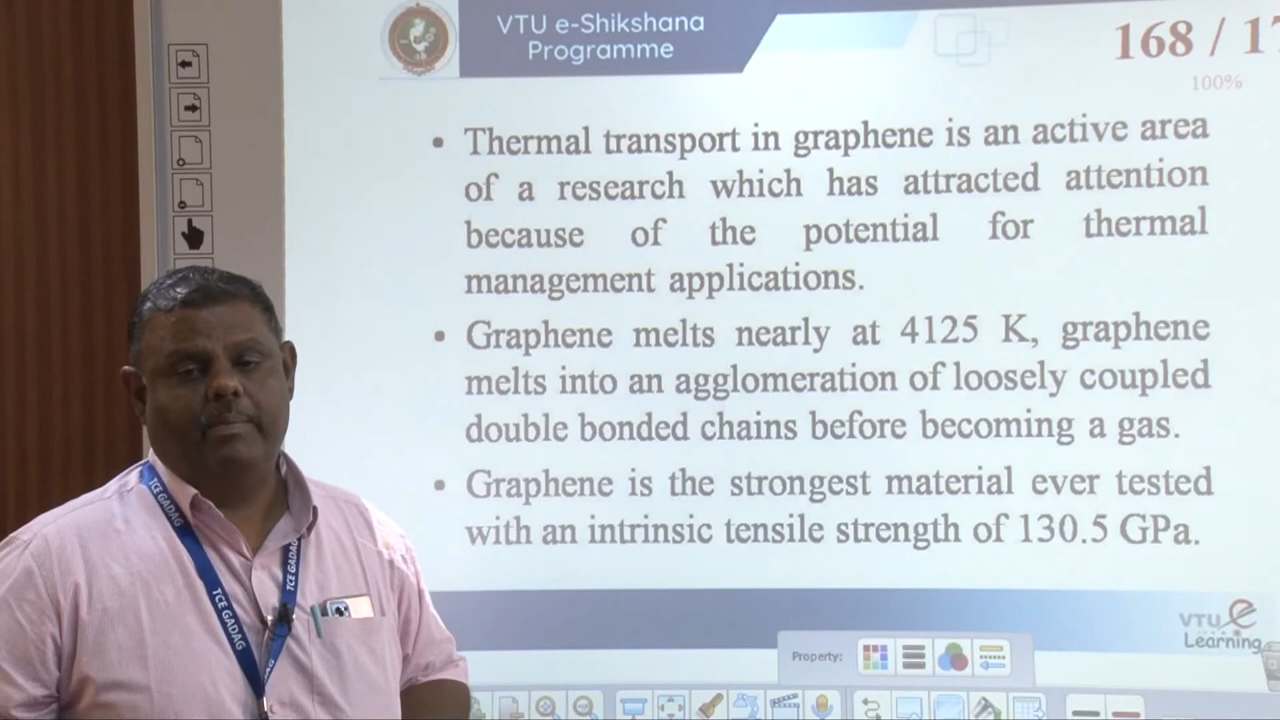 VTU e-Shikshana
Programme
168 / 17
100%
• Thermal transport in graphene is an active area
of a research which has attracted attention
because of the potential for thermal
management applications.
• Graphene melts nearly at 4125 K, graphene
melts into an agglomeration of loosely coupled
double bonded chains before becoming a gas.
• Graphene is the strongest material ever tested
with an intrinsic tensile strength of 130.5 GPa.
TCE GADAG
TCE GADAG
TCE GADAG
VTU e
Learning
Property: